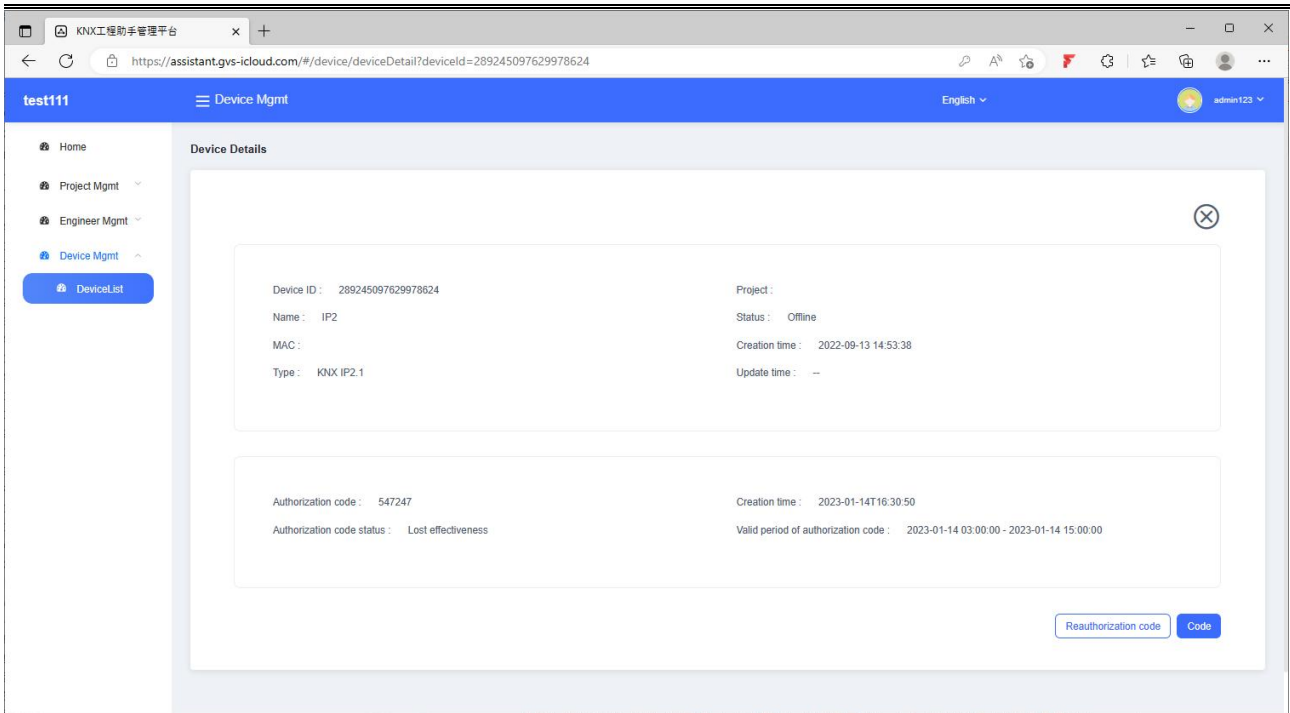 KNX工程助手管理平台
https://assistant.gvs-icloud.com/#/device/deviceDetail?deviceId=289245097629978624
test111
Device Mgmt
English
admin123
Home
Project Mgmt
Engineer Mgmt
Device Mgmt
DeviceList
Device Details
Device ID : 289245097629978624
Project :
Name : IP2
Status : Offline
MAC :
Creation time : 2022-09-13 14:53:38
Type : KNX IP2.1
Update time : --
Authorization code : 547247
Creation time : 2023-01-14T16:30:50
Authorization code status : Lost effectiveness
Valid period of authorization code : 2023-01-14 03:00:00 - 2023-01-14 15:00:00
Reauthorization code
Code